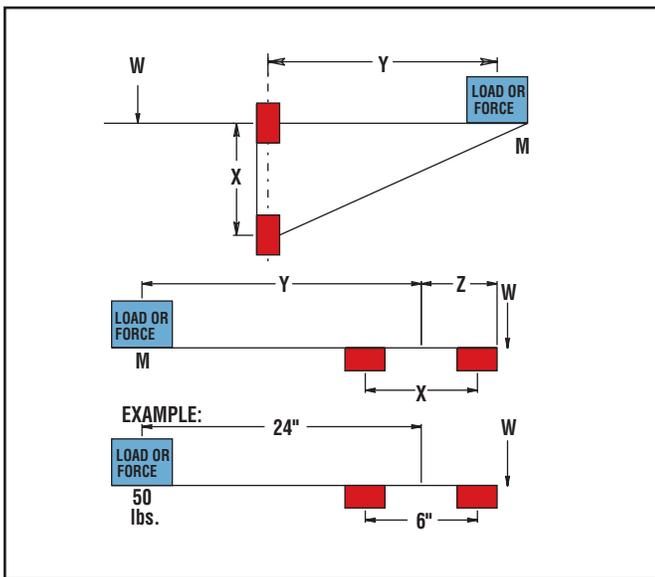 W
Y
LOAD OR
FORCE
M
X
Y
Z
W
LOAD OR
FORCE
M
X
EXAMPLE:
24"
W
LOAD OR
FORCE
50
lbs.
6"